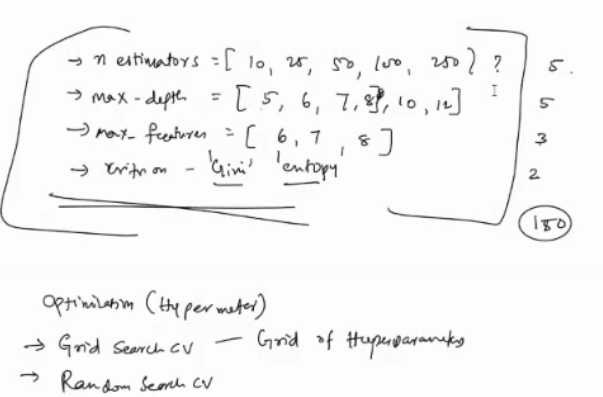 → n estimators = [ 10, 25, 50, 100, 250 ] ? 5.
→ max-depth = [ 5, 6, 7, 8, 10, 12 ] 5
→ max_features = [ 6, 7, 8 ] 3
→ critrion - 'Gini' 'entopy' 2
180
Optimization (Hypermeter)
→ Grid Search CV — Grid of Hyperparameters
→ Random Search CV